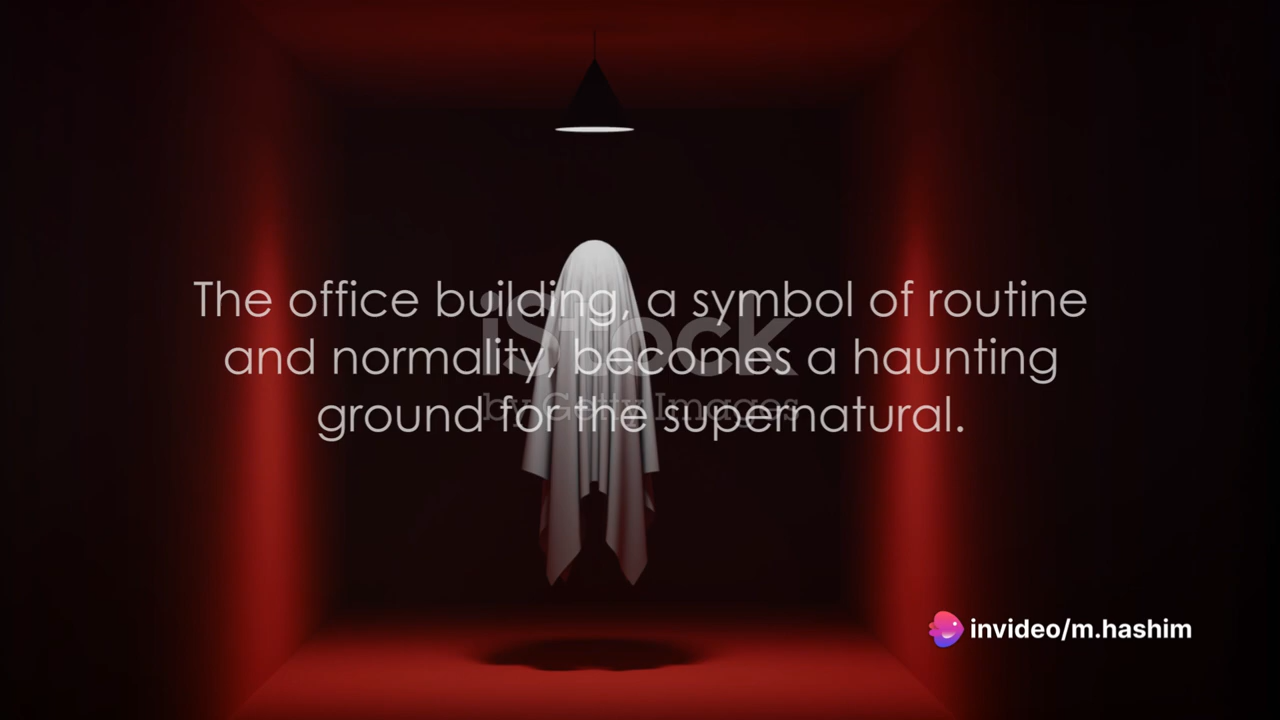 The office building, a symbol of routine
and normality, becomes a haunting
ground for the supernatural.
iStock
by Getty Images
invideo/m.hashim